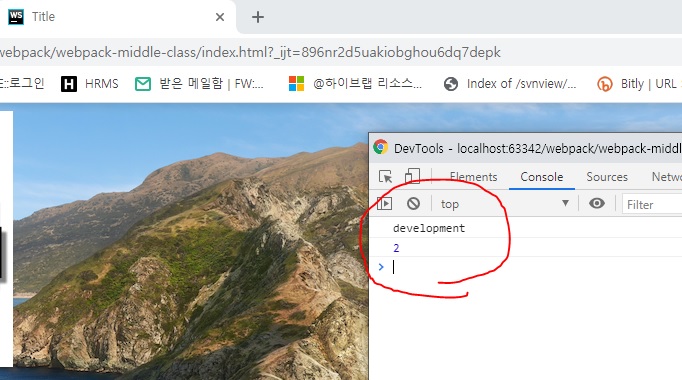 WS Title
webpack/webpack-middle-class/index.html?_ijt=896nr2d5uakiobghou6dq7depk
E::로그인 H HRMS 받은 메일함 | FW:... @하이브랩 리소스... Index of /svnview/... Bitly | URL
DevTools - localhost:63342/webpack/webpack-middl
Elements Console Sources Netwo
top Filter
development
2